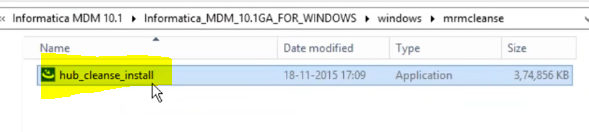 « Informatica MDM 10.1 › Informatica_MDM_10.1GA_FOR_WINDOWS › windows › mrmcleanse
Name Date modified Type Size
hub_cleanse_install 18-11-2015 17:09 Application 3,74,856 KB